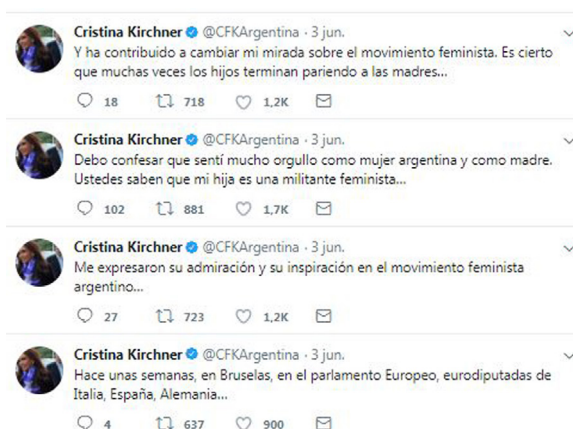 Cristina Kirchner @CFKArgentina · 3 jun.
Y ha contribuido a cambiar mi mirada sobre el movimiento feminista. Es cierto
que muchas veces los hijos terminan pariendo a las madres...
18 718 1,2K
Cristina Kirchner @CFKArgentina · 3 jun.
Debo confesar que sentí mucho orgullo como mujer argentina y como madre.
Ustedes saben que mi hija es una militante feminista...
102 881 1,7K
Cristina Kirchner @CFKArgentina · 3 jun.
Me expresaron su admiración y su inspiración en el movimiento feminista
argentino...
27 723 1,2K
Cristina Kirchner @CFKArgentina · 3 jun.
Hace unas semanas, en Bruselas, en el parlamento Europeo, eurodiputadas de
Italia, España, Alemania...
4 637 900